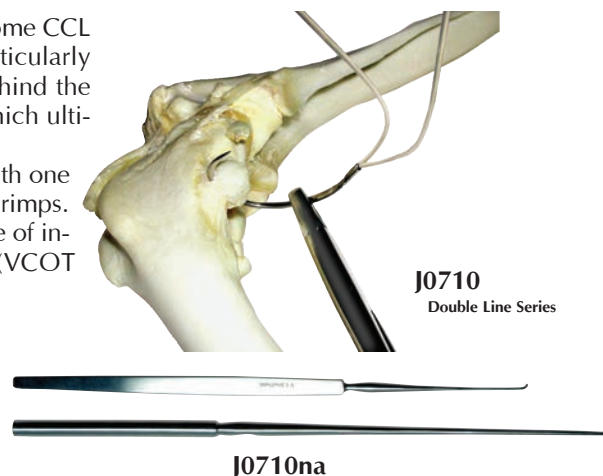 ome CCL
ticularly
hind the
hich ulti-
th one
rimps.
e of in-
(VCOT
J0710
Double Line Series
J0710na